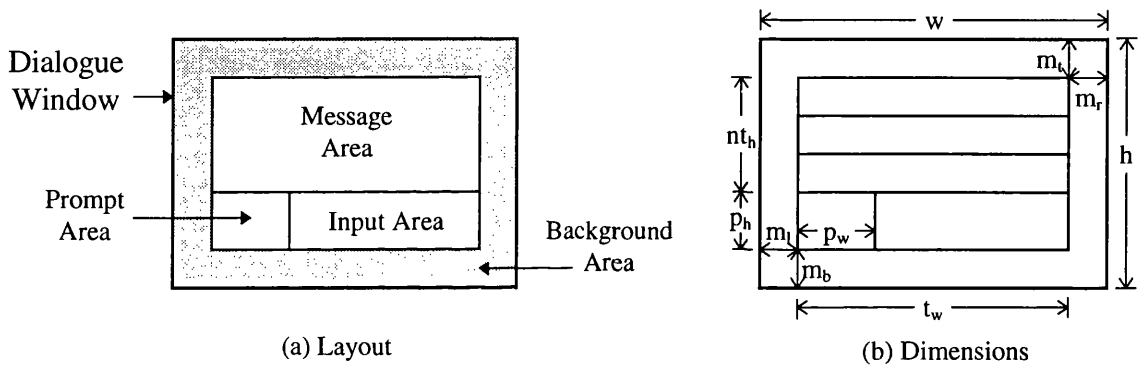 Dialogue
Window
Message
Area
Prompt
Area
Input Area
Background
Area
(a) Layout
w
m_t
m_r
nt_h
h
p_h
m_l
p_w
m_b
t_w
(b) Dimensions